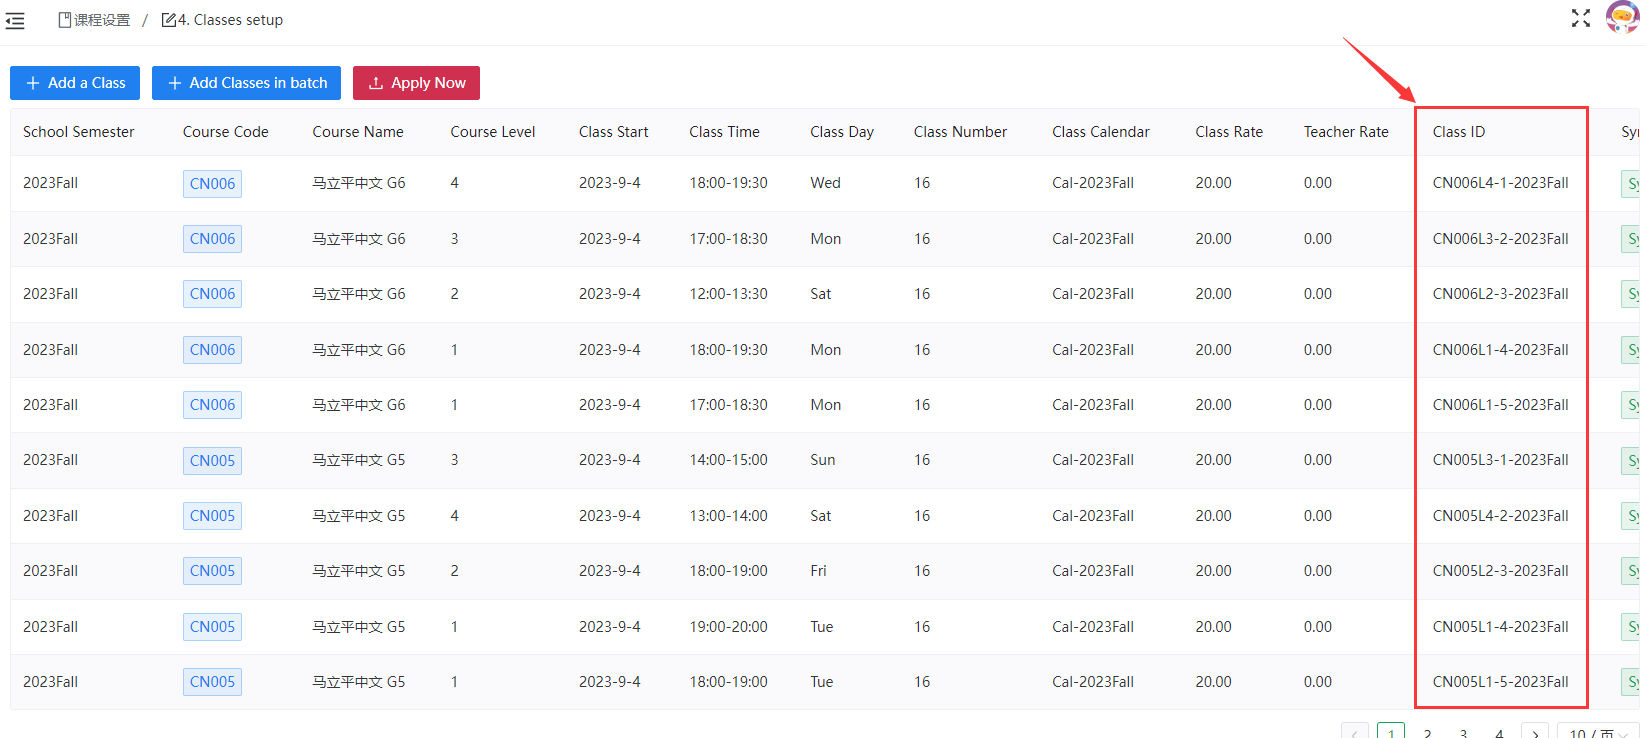 课程设置 / 4. Classes setup
Add a Class Add Classes in batch Apply Now
School Semester Course Code Course Name Course Level Class Start Class Time Class Day Class Number Class Calendar Class Rate Teacher Rate Class ID
2023Fall CN006 马立平中文 G6 4 2023-9-4 18:00-19:30 Wed 16 Cal-2023Fall 20.00 0.00 CN006L4-1-2023Fall
2023Fall CN006 马立平中文 G6 3 2023-9-4 17:00-18:30 Mon 16 Cal-2023Fall 20.00 0.00 CN006L3-2-2023Fall
2023Fall CN006 马立平中文 G6 2 2023-9-4 12:00-13:30 Sat 16 Cal-2023Fall 20.00 0.00 CN006L2-3-2023Fall
2023Fall CN006 马立平中文 G6 1 2023-9-4 18:00-19:30 Mon 16 Cal-2023Fall 20.00 0.00 CN006L1-4-2023Fall
2023Fall CN006 马立平中文 G6 1 2023-9-4 17:00-18:30 Mon 16 Cal-2023Fall 20.00 0.00 CN006L1-5-2023Fall
2023Fall CN005 马立平中文 G5 3 2023-9-4 14:00-15:00 Sun 16 Cal-2023Fall 20.00 0.00 CN005L3-1-2023Fall
2023Fall CN005 马立平中文 G5 4 2023-9-4 13:00-14:00 Sat 16 Cal-2023Fall 20.00 0.00 CN005L4-2-2023Fall
2023Fall CN005 马立平中文 G5 2 2023-9-4 18:00-19:00 Fri 16 Cal-2023Fall 20.00 0.00 CN005L2-3-2023Fall
2023Fall CN005 马立平中文 G5 1 2023-9-4 19:00-20:00 Tue 16 Cal-2023Fall 20.00 0.00 CN005L1-4-2023Fall
2023Fall CN005 马立平中文 G5 1 2023-9-4 18:00-19:00 Tue 16 Cal-2023Fall 20.00 0.00 CN005L1-5-2023Fall
1 2 3 4 10 / 页